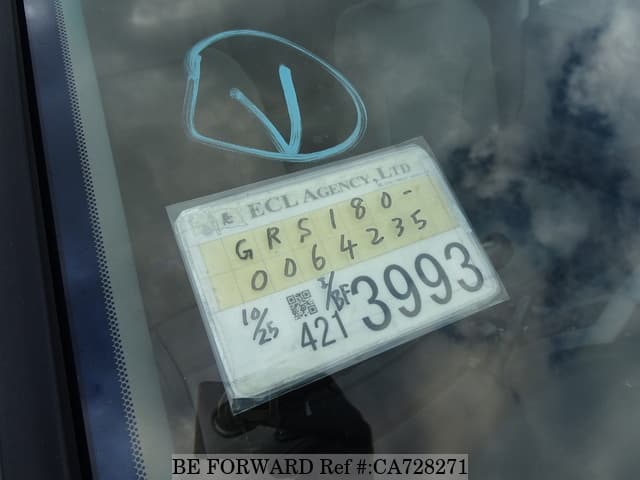 V
ECL AGENCY, LTD
GRS180-
0064235
10/25
BF
421 3993
BE FORWARD Ref #:CA728271